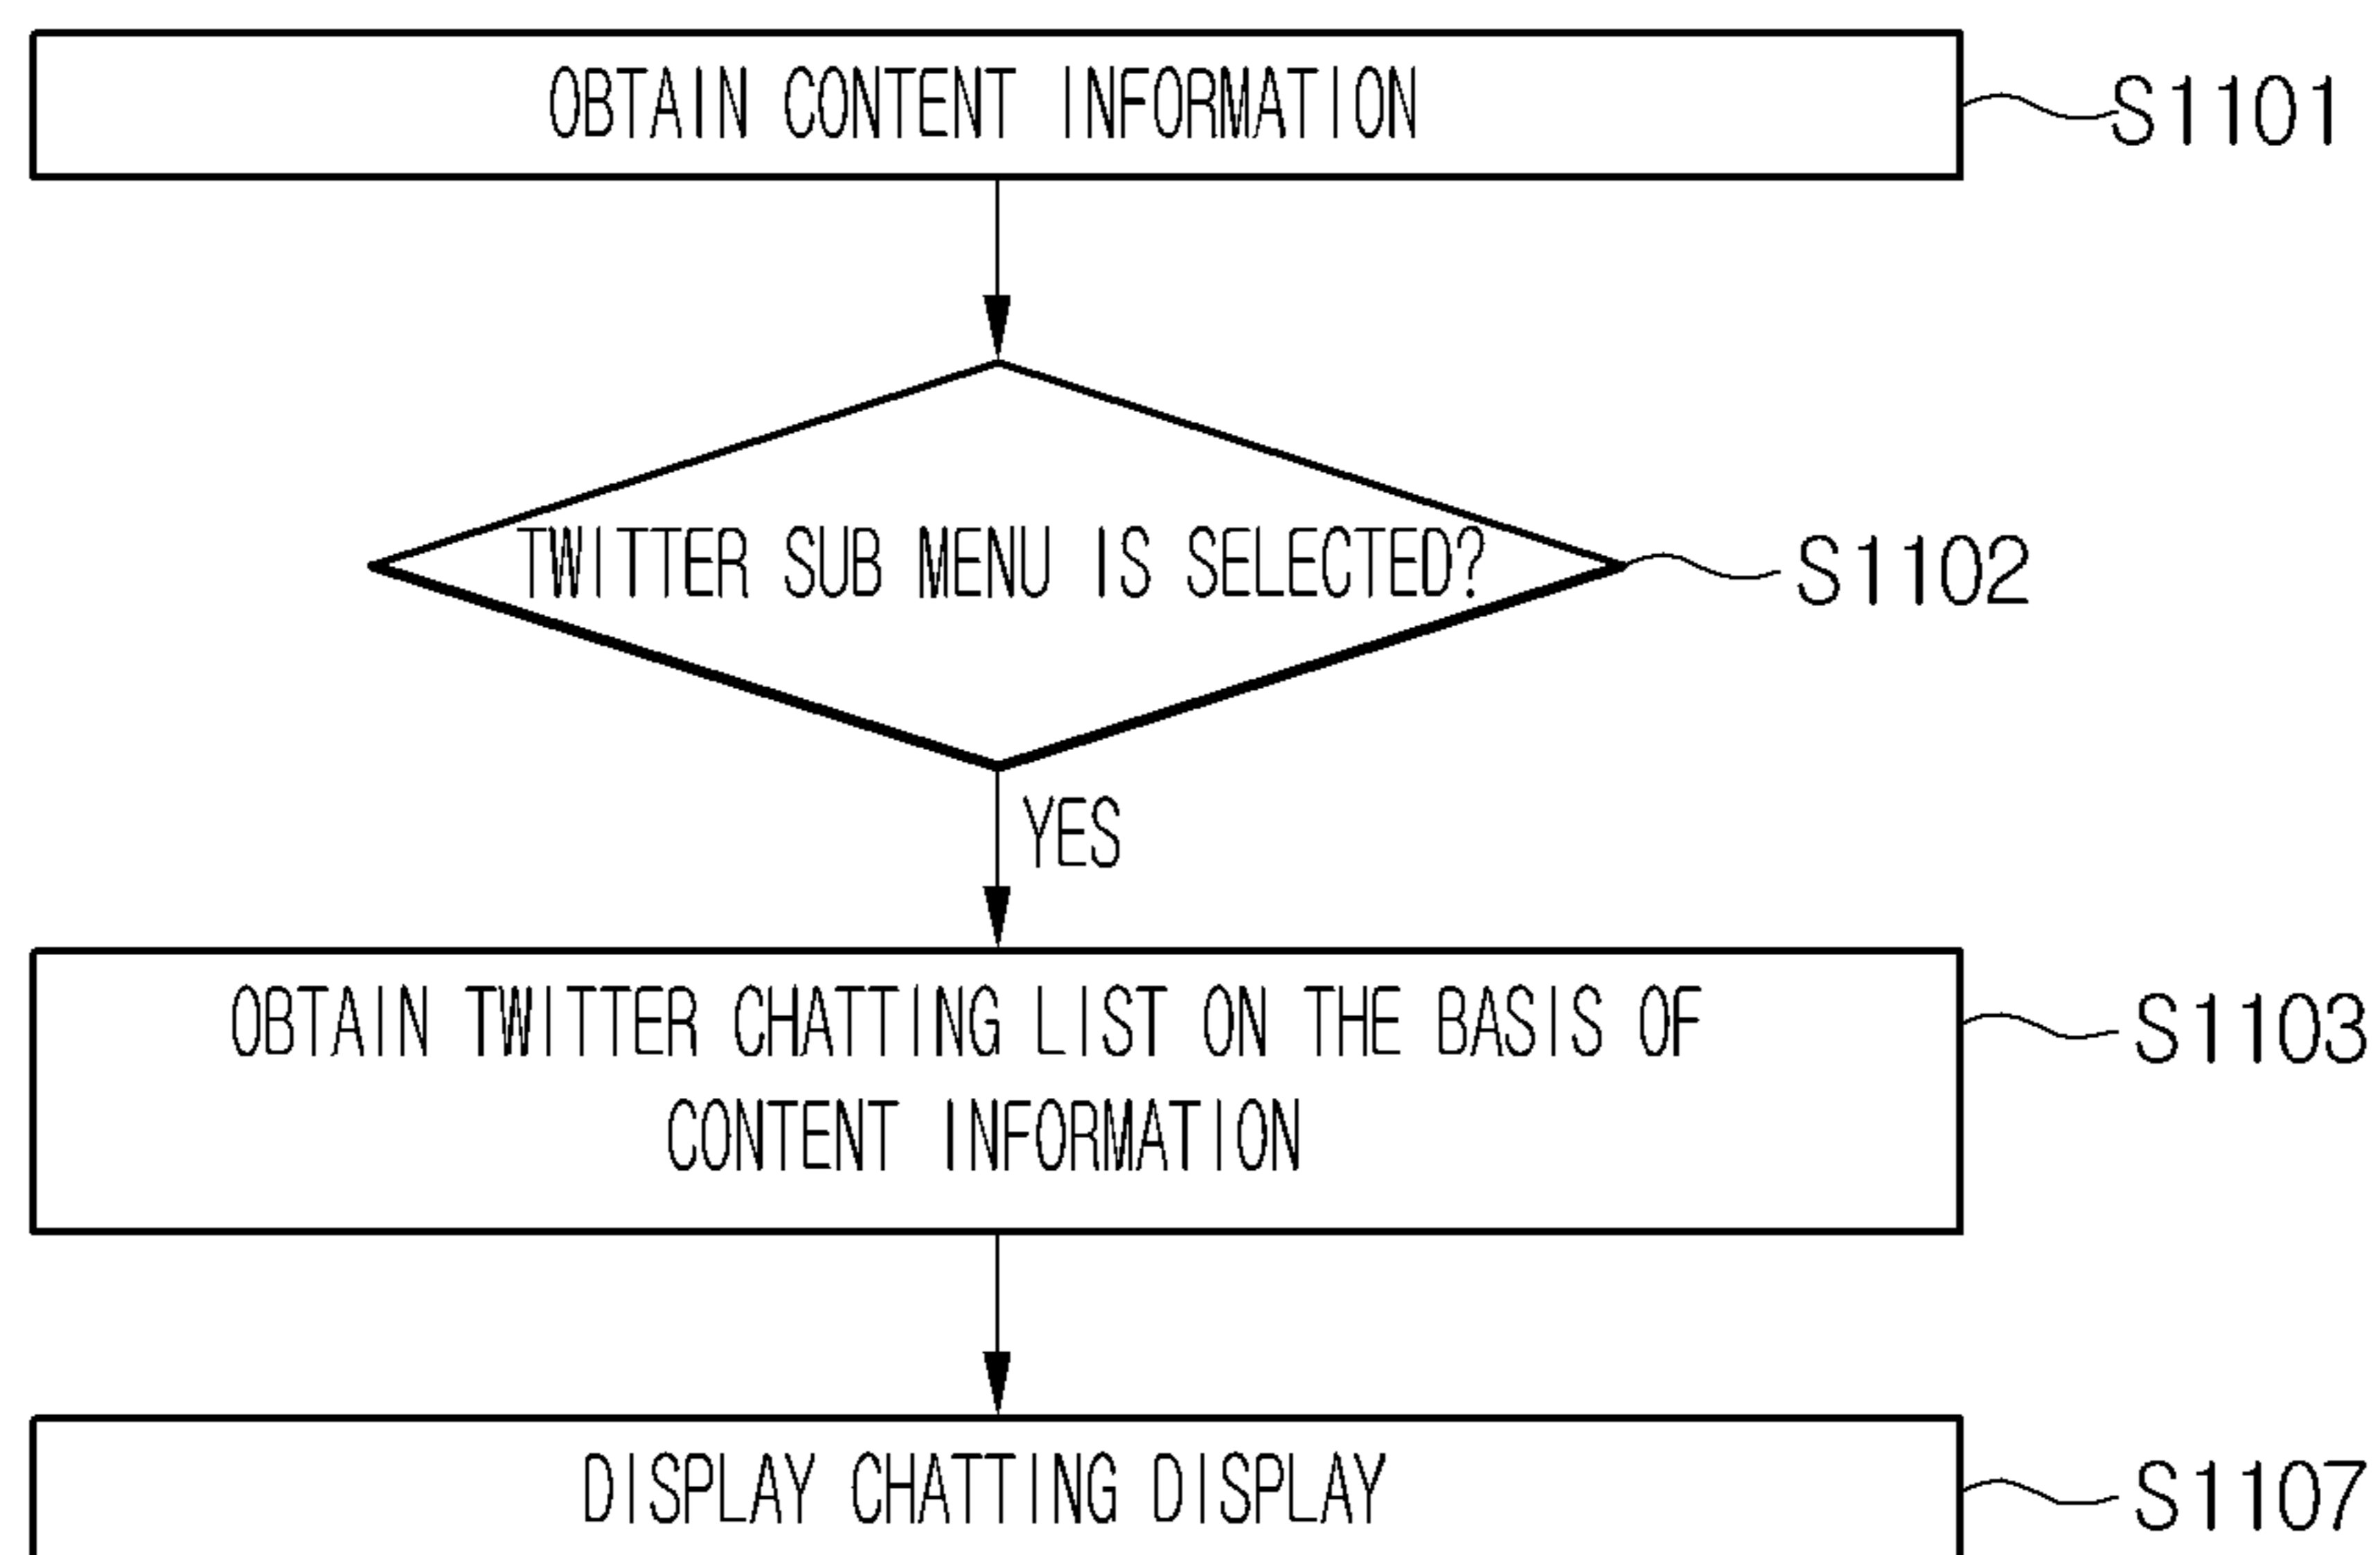 OBTAIN CONTENT INFORMATION
S1101
TWITTER SUB MENU IS SELECTED?
S1102
YES
OBTAIN TWITTER CHATTING LIST ON THE BASIS OF
CONTENT INFORMATION
S1103
DISPLAY CHATTING DISPLAY
S1107